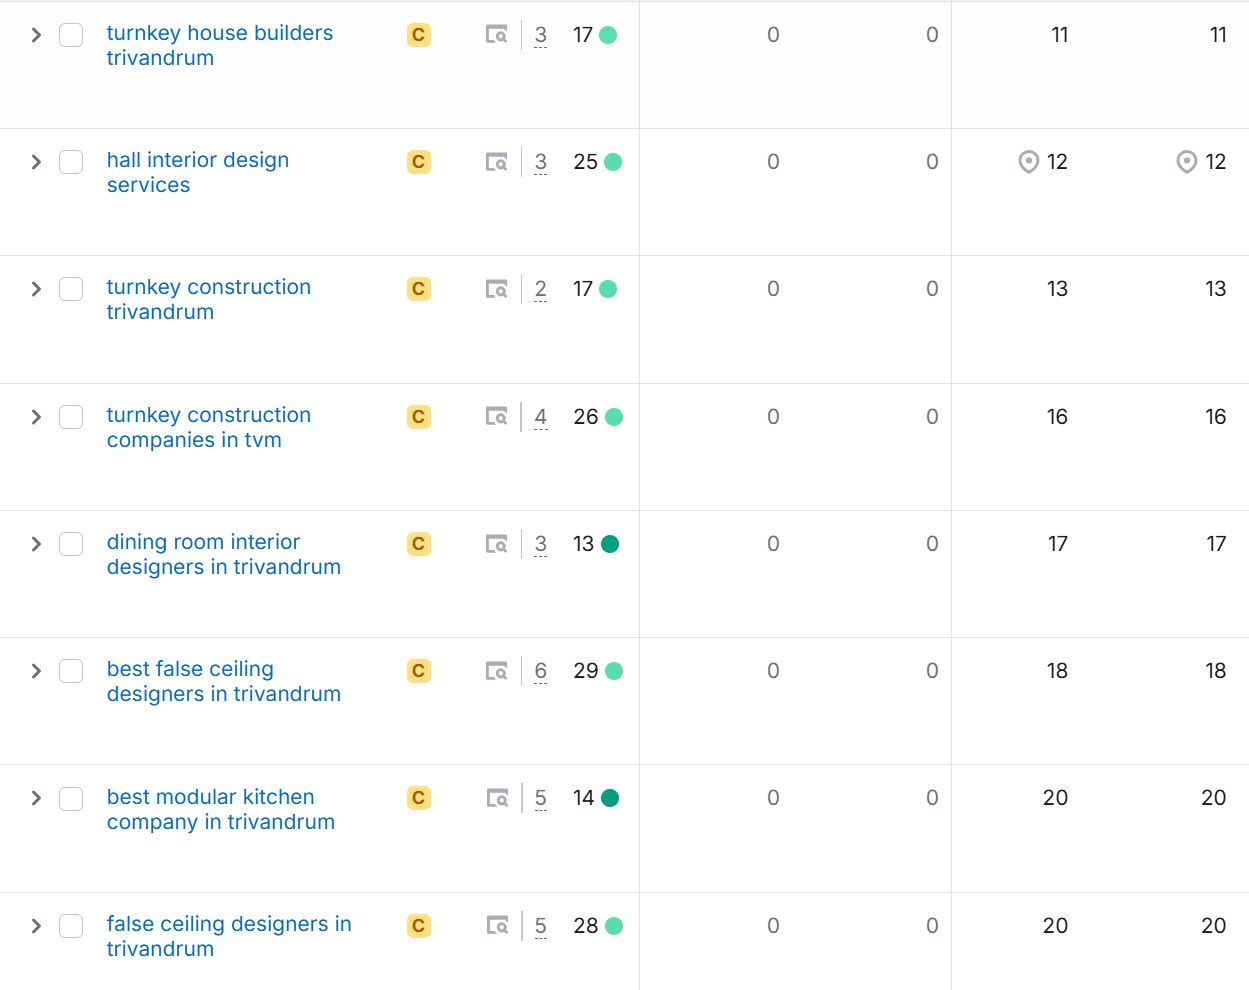 turnkey house builders C 3 17 0 0 11 11
trivandrum
hall interior design C 3 25 0 0 12 12
services
turnkey construction C 2 17 0 0 13 13
trivandrum
turnkey construction C 4 26 0 0 16 16
companies in tvm
dining room interior C 3 13 0 0 17 17
designers in trivandrum
best false ceiling C 6 29 0 0 18 18
designers in trivandrum
best modular kitchen C 5 14 0 0 20 20
company in trivandrum
false ceiling designers in C 5 28 0 0 20 20
trivandrum